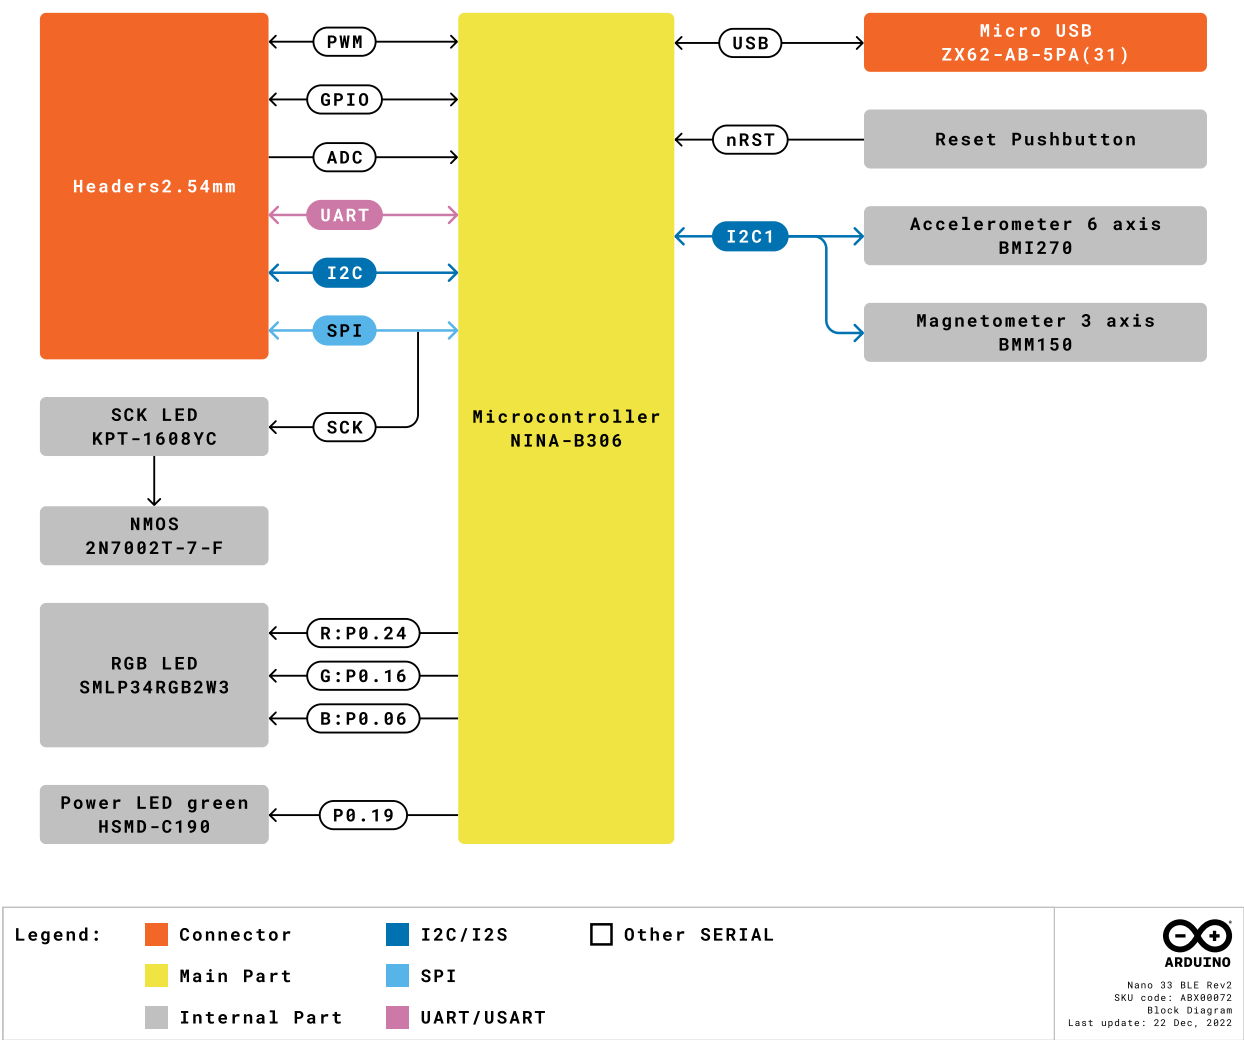 PWM
GPIO
ADC
UART
I2C
SPI
Headers2.54mm
SCK LED
KPT-1608YC
SCK
NMOS
2N7002T-7-F
RGB LED
SMLP34RGB2W3
R:P0.24
G:P0.16
B:P0.06
Power LED green
HSMD-C190
P0.19
Microcontroller
NINA-B306
USB
Micro USB
ZX62-AB-5PA(31)
nRST
Reset Pushbutton
I2C1
Accelerometer 6 axis
BMI270
Magnetometer 3 axis
BMM150
Legend:
Connector
Main Part
Internal Part
I2C/I2S
SPI
UART/USART
Other SERIAL
ARDUINO
Nano 33 BLE Rev2
SKU code: ABX00072
Block Diagram
Last update: 22 Dec, 2022